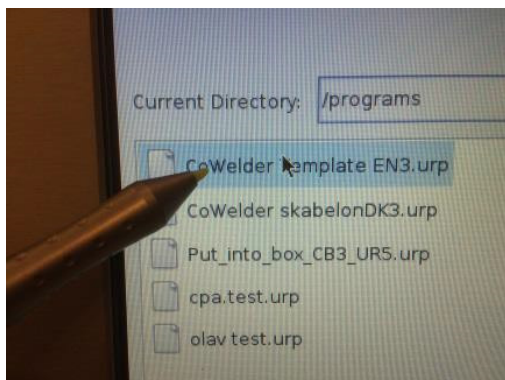 Current Directory: /programs
CoWelder Template EN3.urp
CoWelder skabelonDK3.urp
Put_into_box_CB3_UR5.urp
cpa.test.urp
olav test.urp